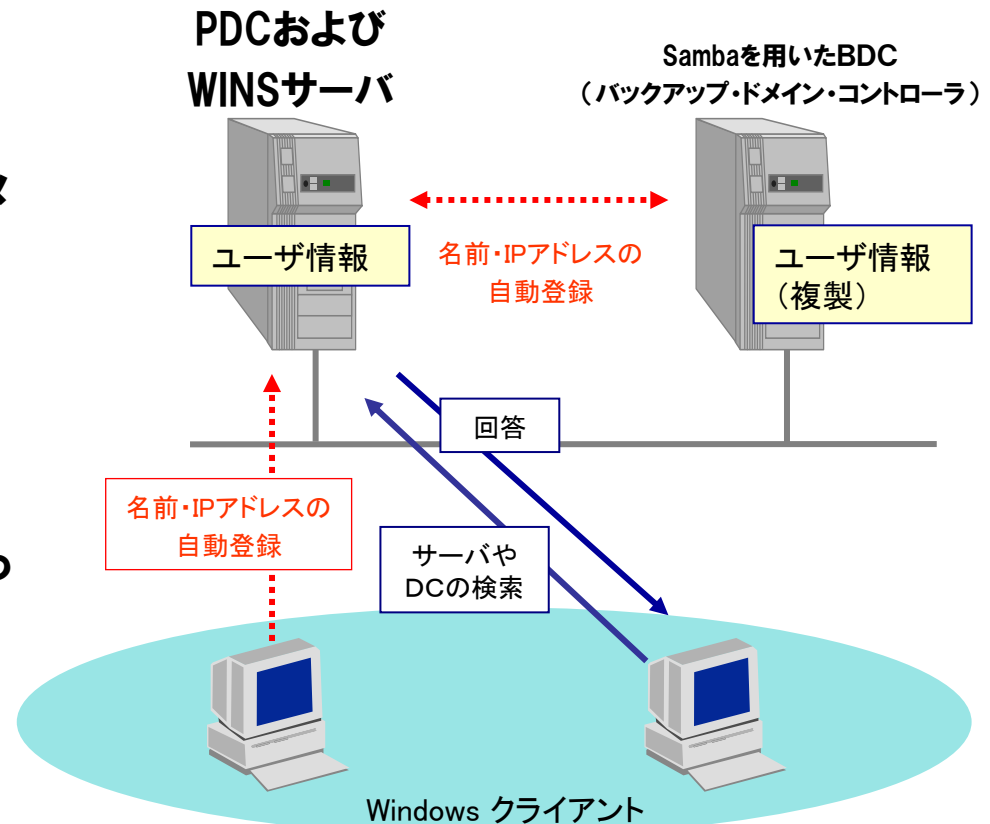 PDCおよび
WINSサーバ
Sambaを用いたBDC
(バックアップ・ドメイン・コントローラ)
ユーザ情報
名前・IPアドレスの
自動登録
ユーザ情報
(複製)
回答
名前・IPアドレスの
自動登録
サーバや
DCの検索
Windows クライアント